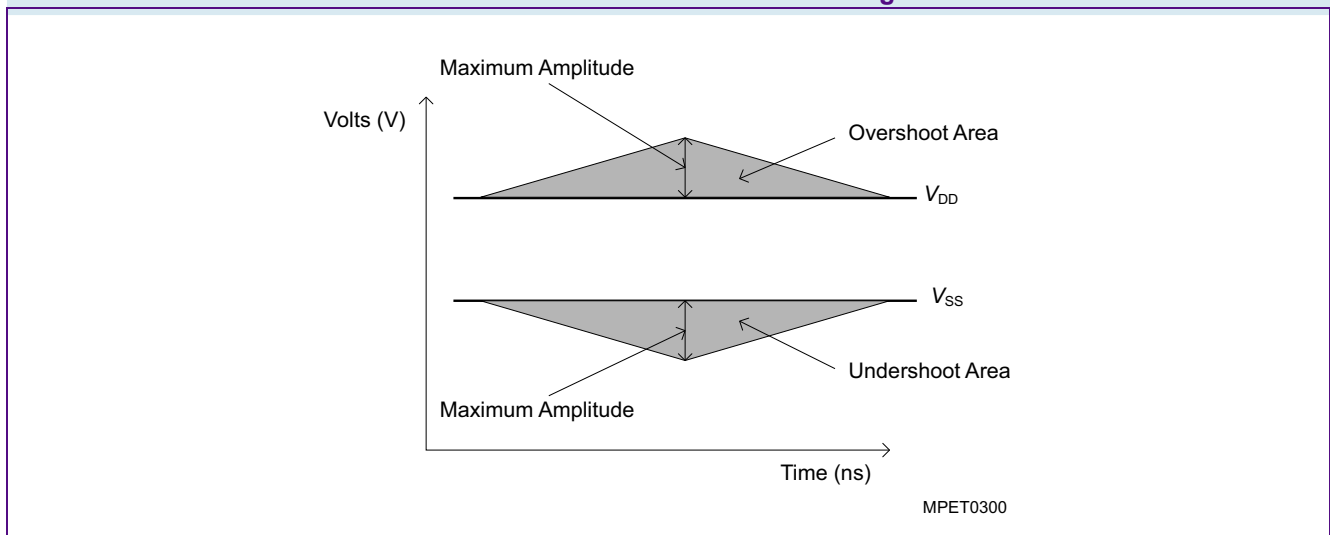 Maximum Amplitude
Volts (V)
Overshoot Area
VDD
VSS
Undershoot Area
Maximum Amplitude
Time (ns)
MPET0300